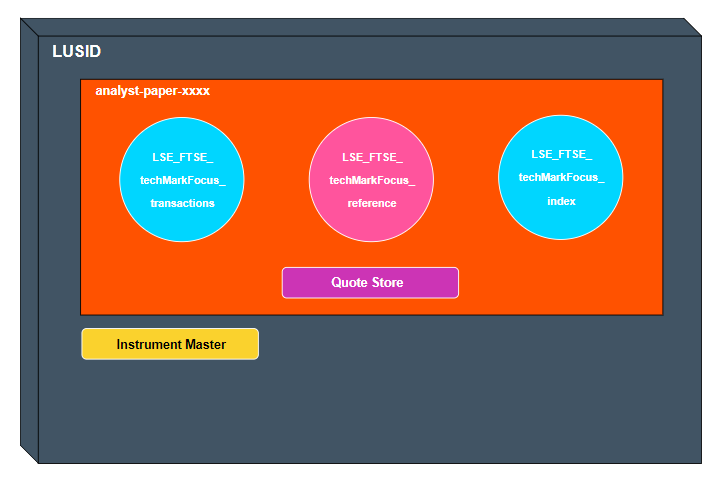 LUSID
analyst-paper-xxxx
LSE_FTSE_
techMarkFocus_
transactions
LSE_FTSE_
techMarkFocus_
reference
LSE_FTSE_
techMarkFocus_
index
Quote Store
Instrument Master